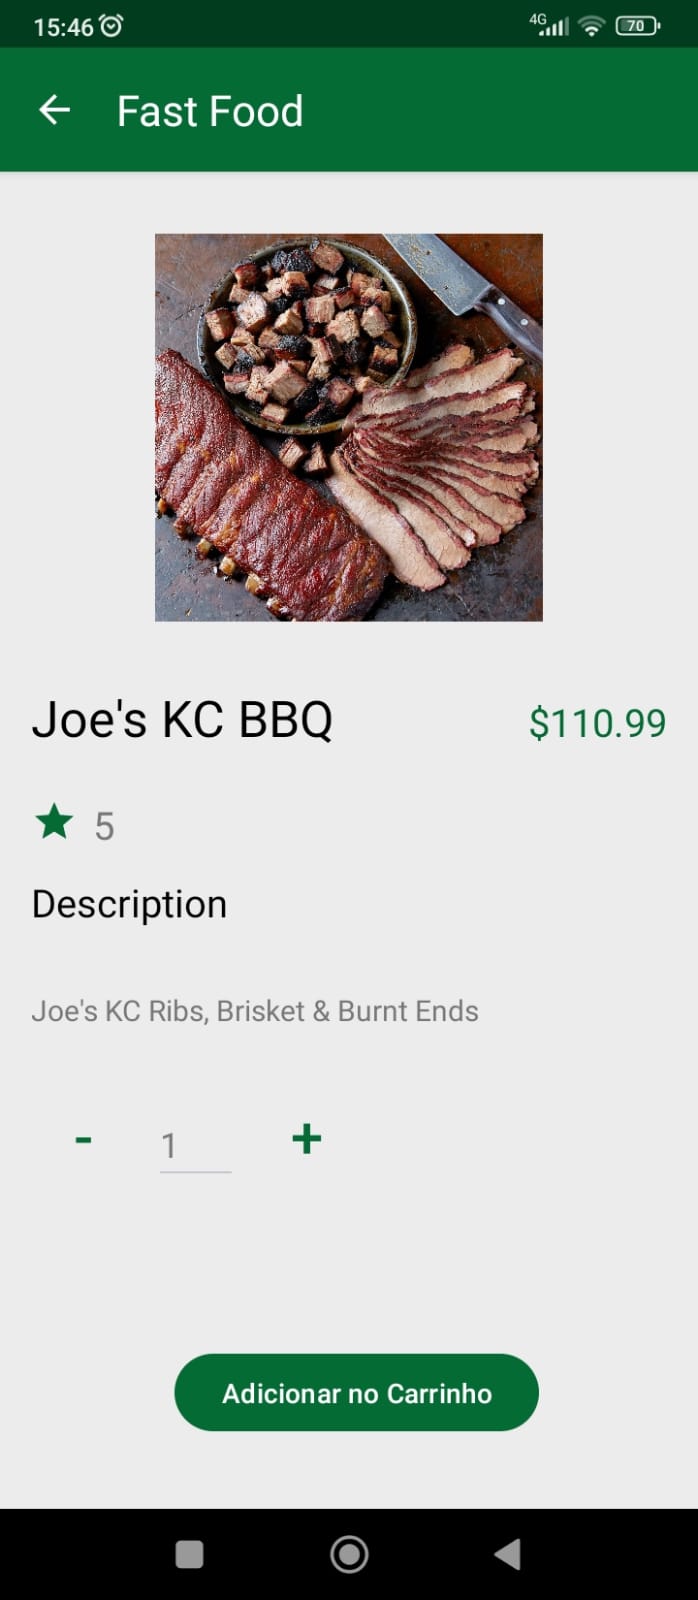 15:46 4G 70
Fast Food
Joe's KC BBQ $110.99
5
Description
Joe's KC Ribs, Brisket & Burnt Ends
- 1 +
Adicionar no Carrinho